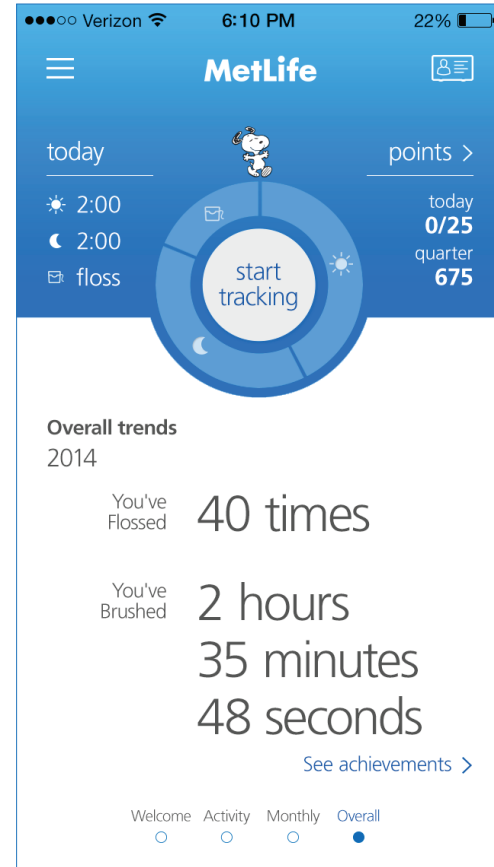 Verizon 6:10 PM 22%
MetLife
today
2:00
2:00
floss
points >
today
0/25
quarter
675
start
tracking
Overall trends
2014
You've
Flossed
40 times
You've
Brushed
2 hours
35 minutes
48 seconds
See achievements >
Welcome Activity Monthly Overall